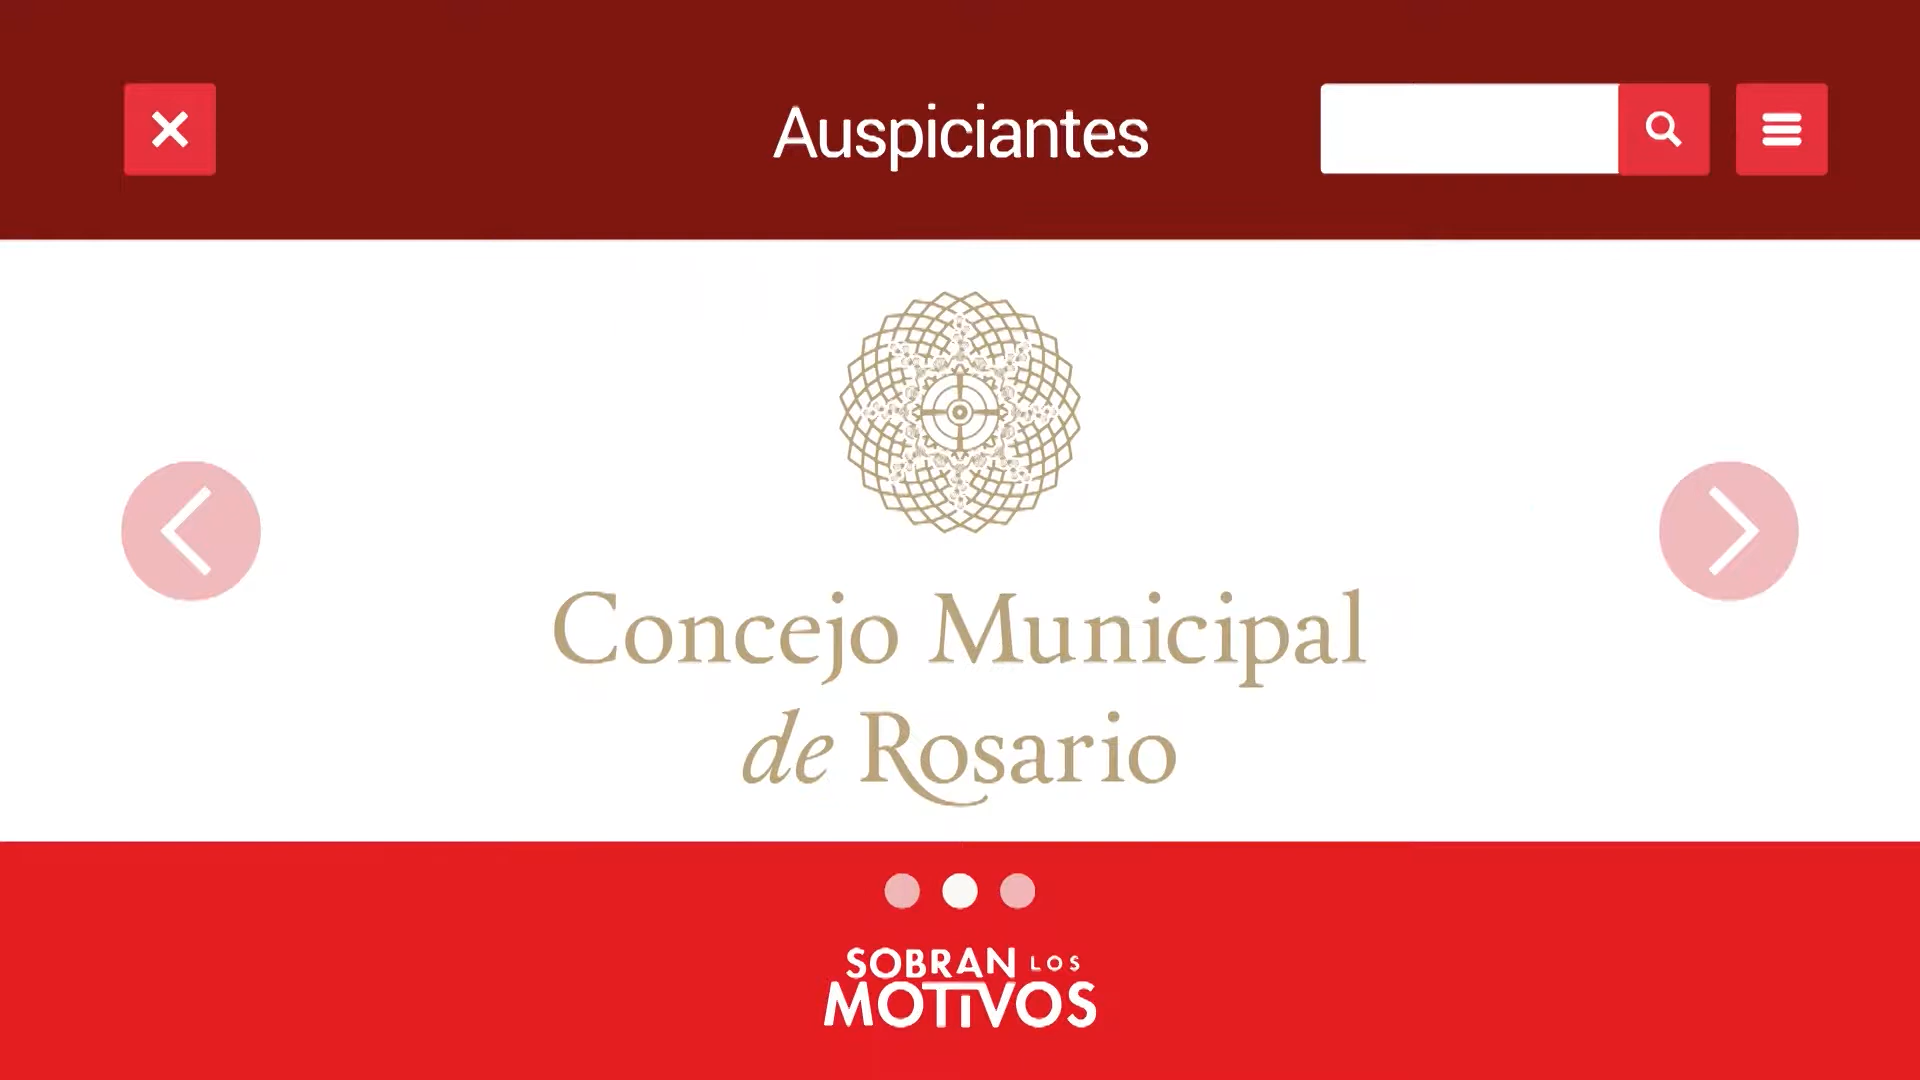 Auspiciantes
Concejo Municipal
de Rosario
SOBRAN LOS
MOTIVOS